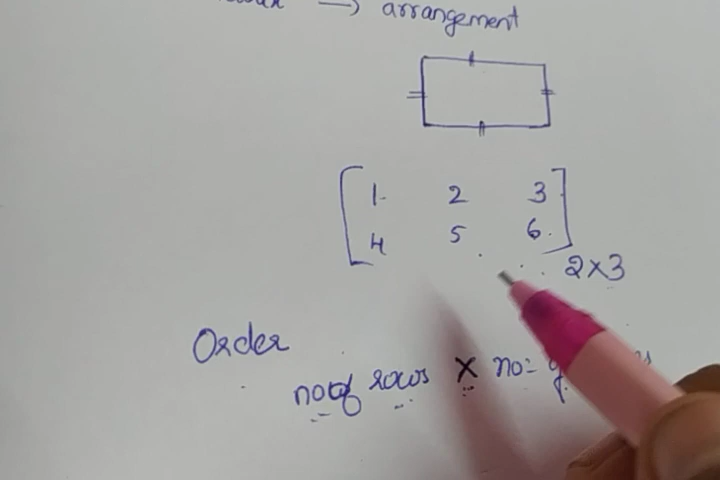 → arrangement
1 2 3
4 5 6
2×3
Order
no of rows × no=